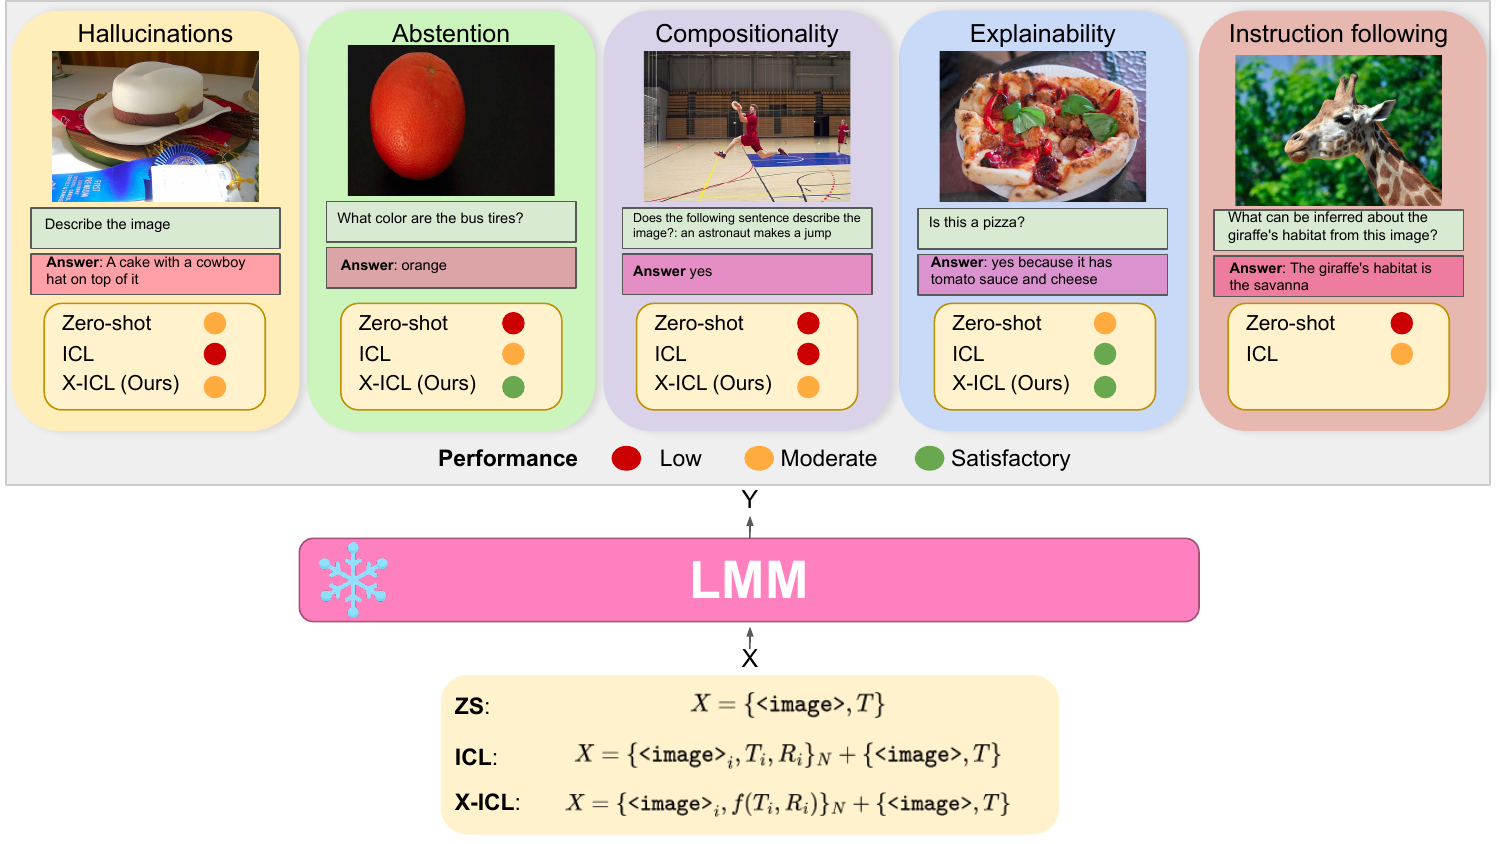 Hallucinations
Describe the image
Answer: A cake with a cowboy
hat on top of it
Zero-shot
ICL
X-ICL (Ours)
Abstention
What color are the bus tires?
Answer: orange
Zero-shot
ICL
X-ICL (Ours)
Compositionality
Does the following sentence describe the
image?: an astronaut makes a jump
Answer yes
Zero-shot
ICL
X-ICL (Ours)
Explainability
Is this a pizza?
Answer: yes because it has
tomato sauce and cheese
Zero-shot
ICL
X-ICL (Ours)
Instruction following
What can be inferred about the
giraffe's habitat from this image?
Answer: The giraffe's habitat is
the savanna
Zero-shot
ICL
Performance Low Moderate Satisfactory
Y
LMM
X
ZS: X = {<image>, T}
ICL: X = {<image>_i, T_i, R_i}_N + {<image>, T}
X-ICL: X = {<image>_i, f(T_i, R_i)}_N + {<image>, T}